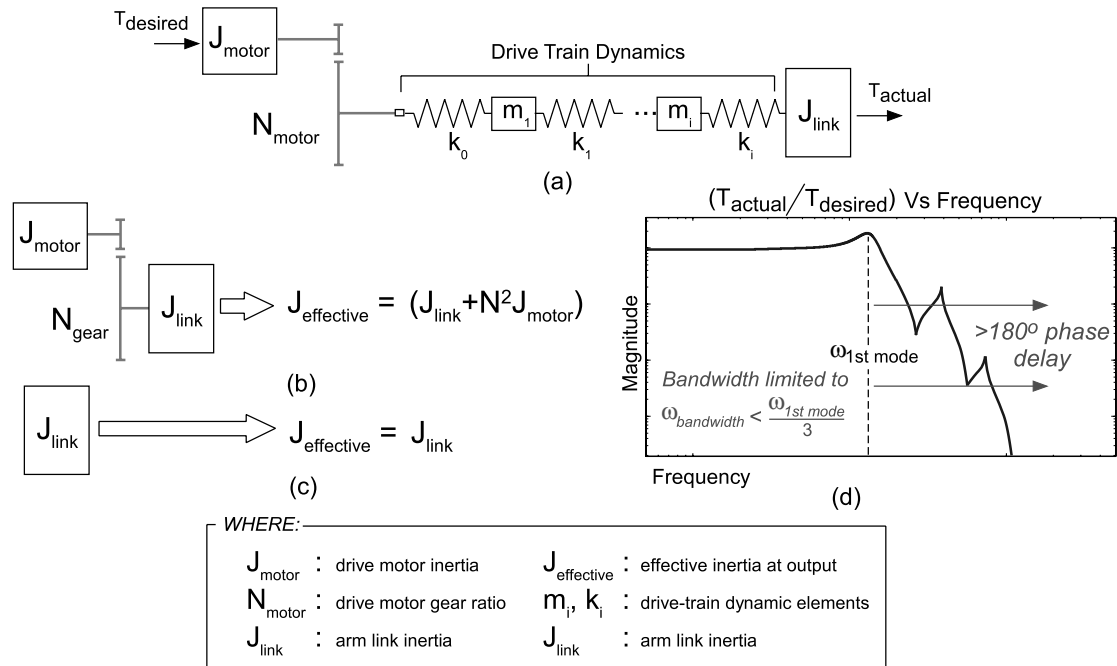 T_desired
J_motor
N_motor
Drive Train Dynamics
k_0
m_1
k_1
...
m_i
k_i
J_link
T_actual
(a)
J_motor
N_gear
J_link
J_effective = (J_link+N²J_motor)
(b)
J_link
J_effective = J_link
(c)
(T_actual/T_desired) Vs Frequency
Magnitude
ω_1st mode
>180º phase
delay
Bandwidth limited to
ω_bandwidth < ω_1st mode/3
Frequency
(d)
WHERE:
J_motor : drive motor inertia
J_effective : effective inertia at output
N_motor : drive motor gear ratio
m_i, k_i : drive-train dynamic elements
J_link : arm link inertia
J_link : arm link inertia